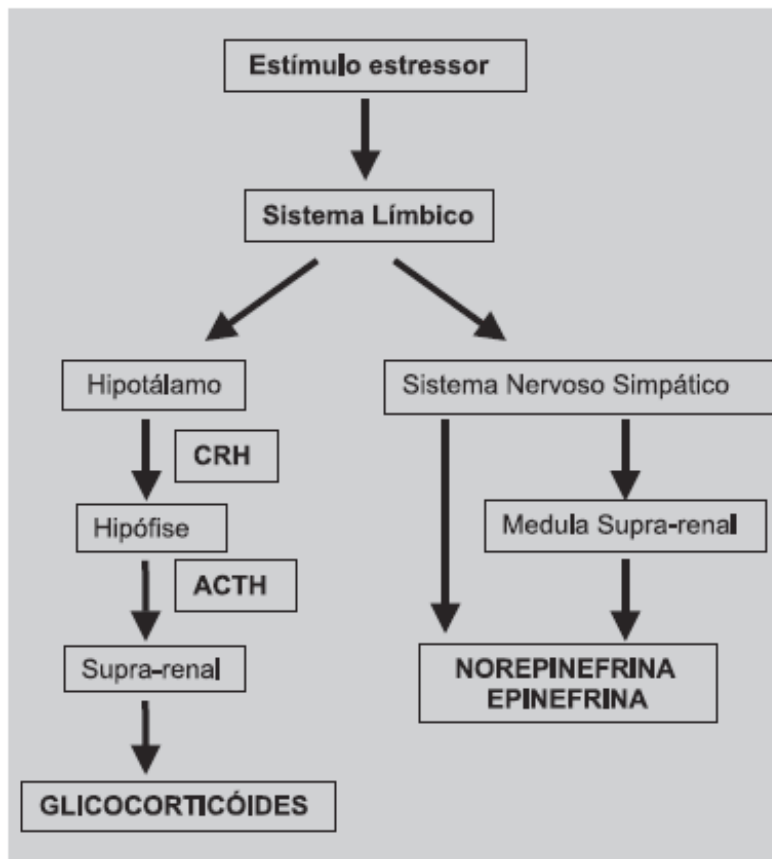 Estímulo estressor
Sistema Límbico
Hipotálamo
Sistema Nervoso Simpático
CRH
Hipófise
Medula Supra-renal
ACTH
Supra-renal
NOREPINEFRINA
EPINEFRINA
GLICOCORTICÓIDES